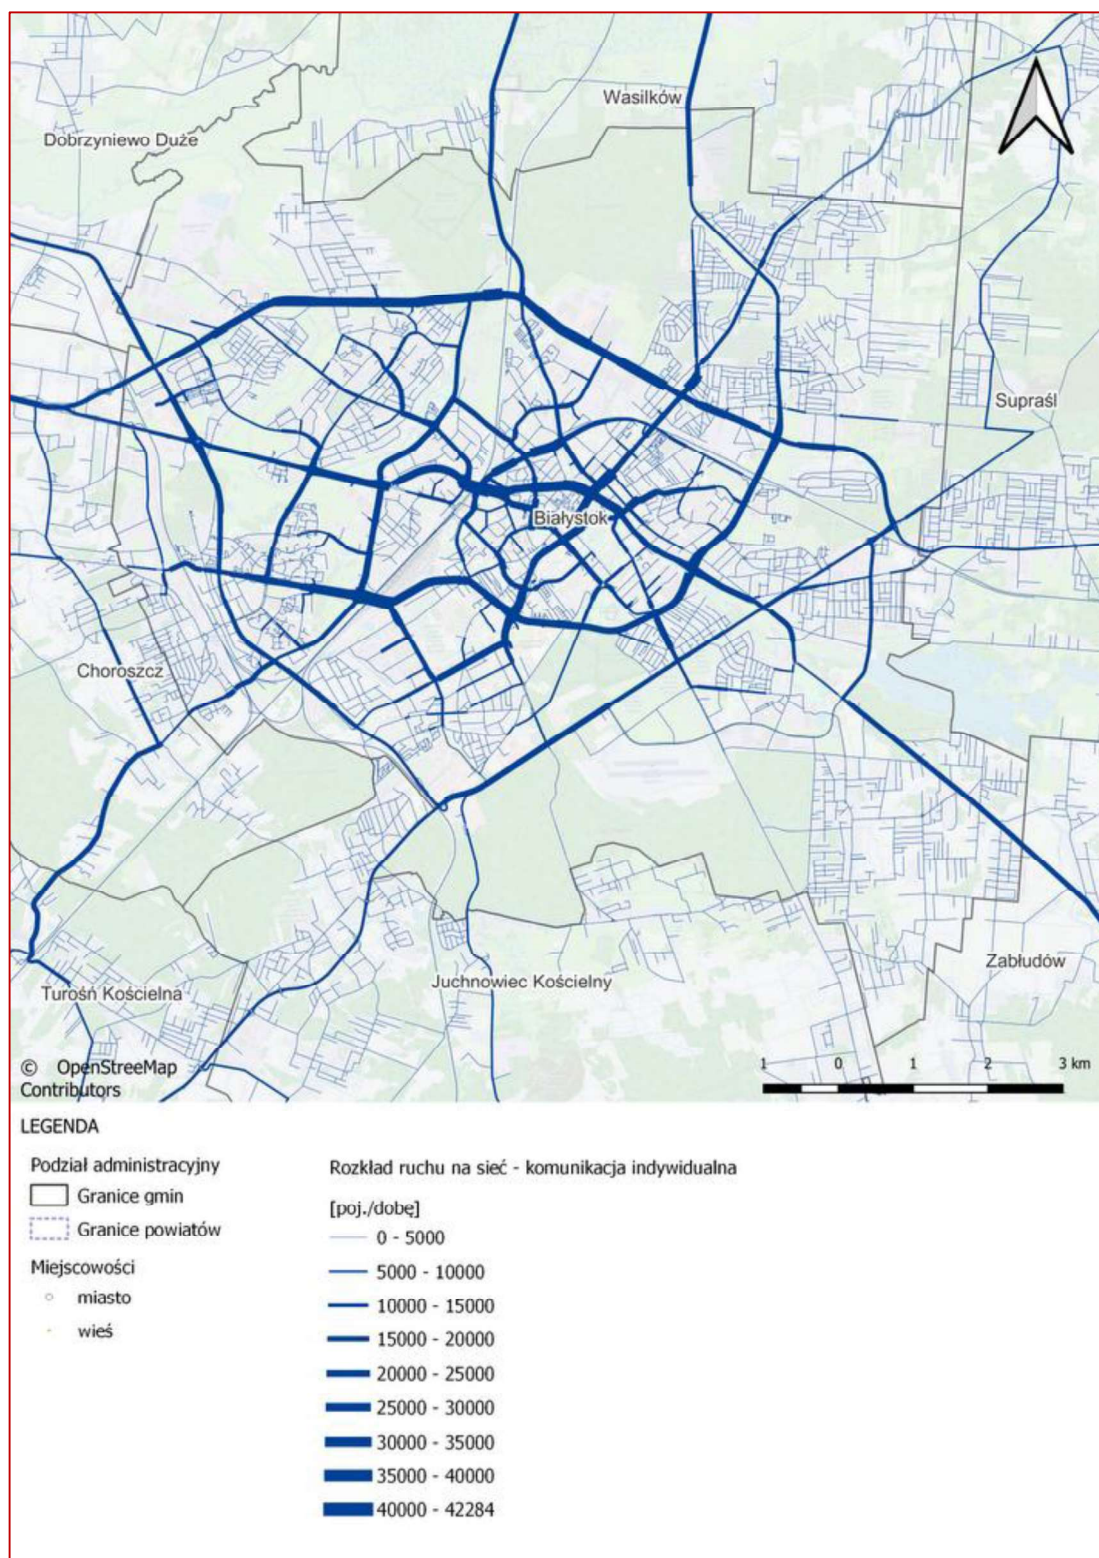 Wasilków
Dobrzyniewo Duże
Supraśl
Białystok
Choroszcz
Zabłudów
Juchnowiec Kościelny
Turośń Kościelna
© OpenStreeMap
Contributors
1 0 1 2 3 km
LEGENDA
Podział administracyjny
Granice gmin
Granice powiatów
Miejscowości
miasto
wieś
Rozkład ruchu na sieć - komunikacja indywidualna
[poj./dobę]
0 - 5000
5000 - 10000
10000 - 15000
15000 - 20000
20000 - 25000
25000 - 30000
30000 - 35000
35000 - 40000
40000 - 42284